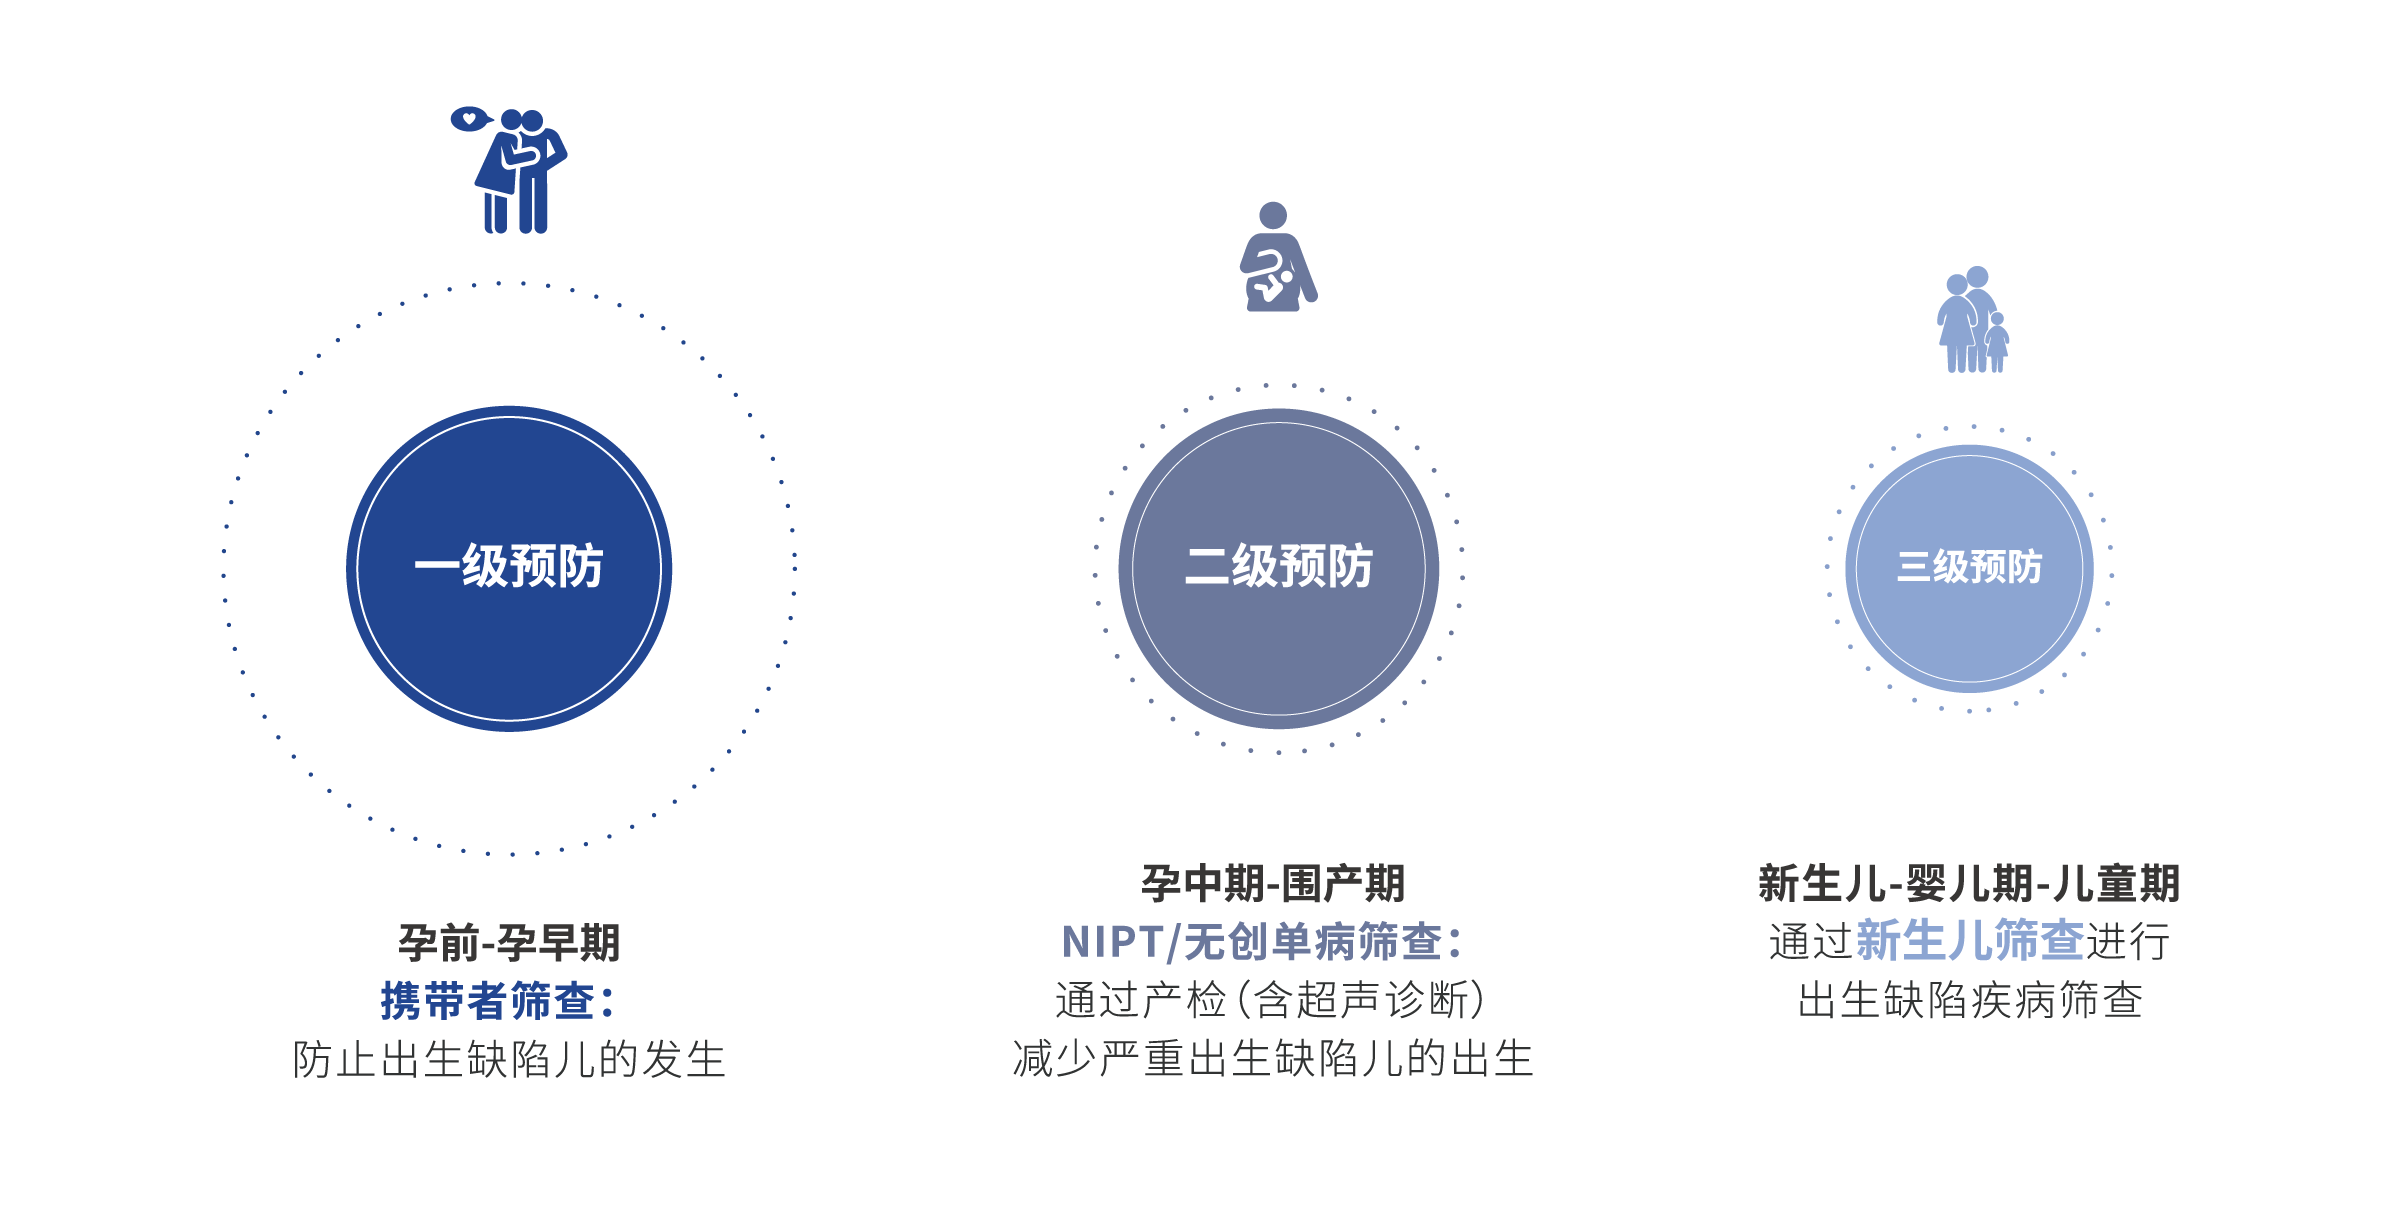 一级预防
孕前-孕早期
携带者筛查：
防止出生缺陷儿的发生
二级预防
孕中期-围产期
NIPT/无创单病筛查：
通过产检（含超声诊断）
减少严重出生缺陷儿的出生
三级预防
新生儿-婴儿期-儿童期
通过新生儿筛查进行
出生缺陷疾病筛查